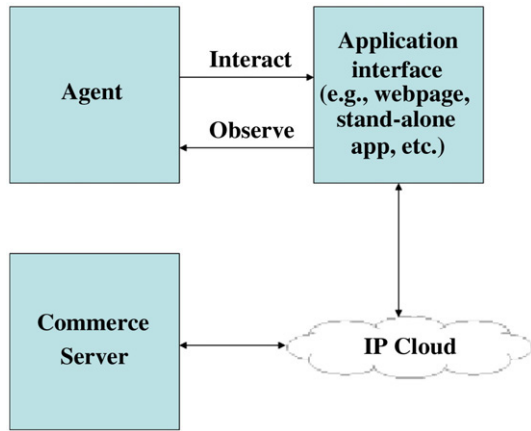 Agent
Interact
Observe
Application
interface
(e.g., webpage,
stand-alone
app, etc.)
Commerce
Server
IP Cloud